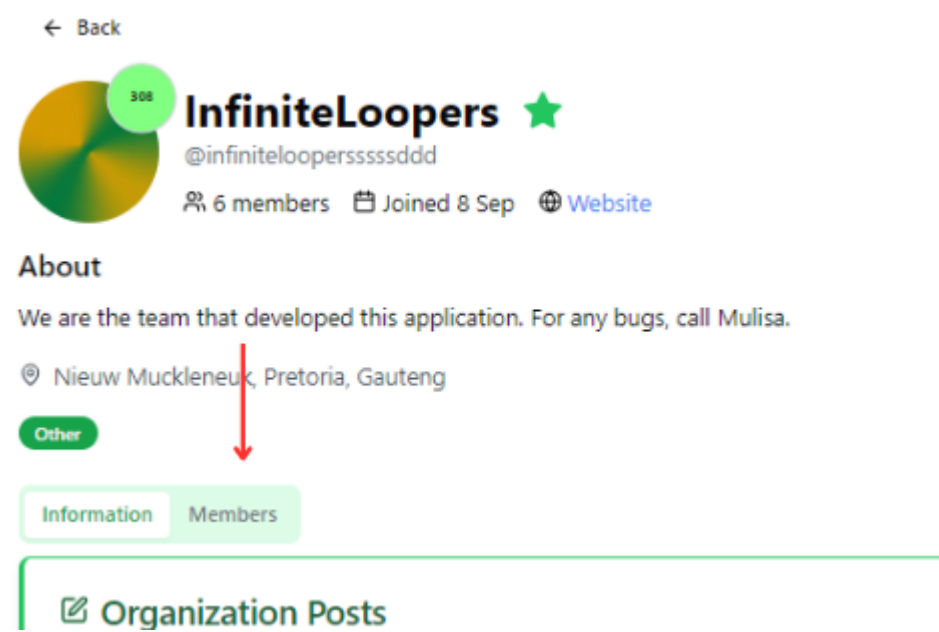 ← Back
308
InfiniteLoopers
@infiniteloopersssssddd
6 members Joined 8 Sep Website
About
We are the team that developed this application. For any bugs, call Mulisa.
Nieuw Muckleneuk, Pretoria, Gauteng
Other
Information Members
Organization Posts